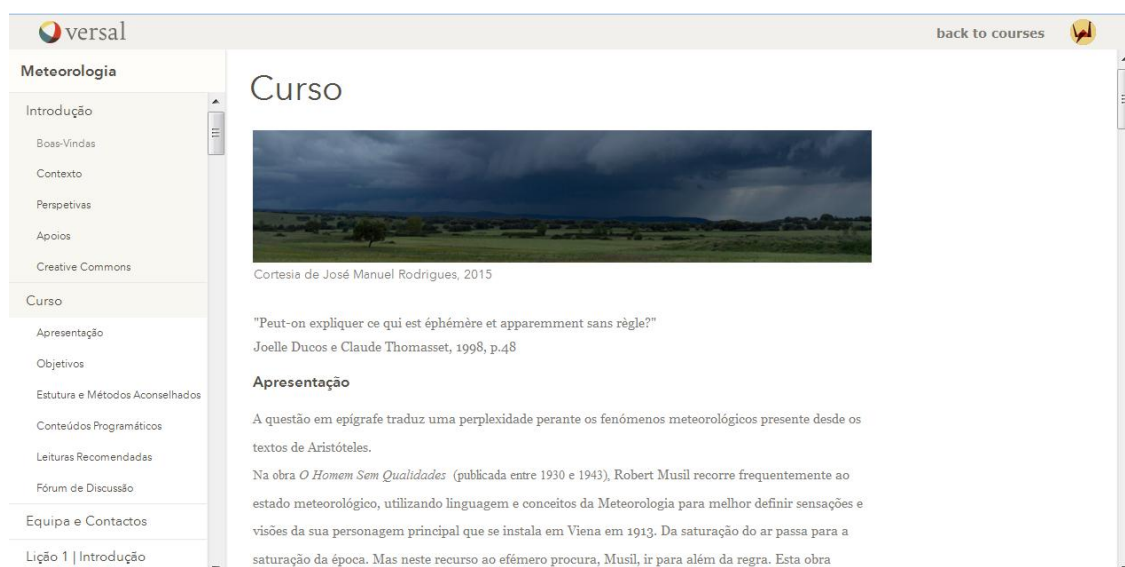 versal
back to courses
Meteorologia
Introdução
Boas-Vindas
Contexto
Perspetivas
Apoios
Creative Commons
Curso
Apresentação
Objetivos
Estutura e Métodos Aconselhados
Conteúdos Programáticos
Leituras Recomendadas
Fórum de Discussão
Equipa e Contactos
Lição 1 | Introdução
Curso
Cortesia de José Manuel Rodrigues, 2015
"Peut-on expliquer ce qui est éphémère et apparemment sans règle?"
Joelle Ducos e Claude Thomasset, 1998, p.48
Apresentação
A questão em epígrafe traduz uma perplexidade perante os fenómenos meteorológicos presente desde os
textos de Aristóteles.
Na obra O Homem Sem Qualidades (publicada entre 1930 e 1943), Robert Musil recorre frequentemente ao
estado meteorológico, utilizando linguagem e conceitos da Meteorologia para melhor definir sensações e
visões da sua personagem principal que se instala em Viena em 1913. Da saturação do ar passa para a
saturação da época. Mas neste recurso ao efémero procura, Musil, ir para além da regra. Esta obra